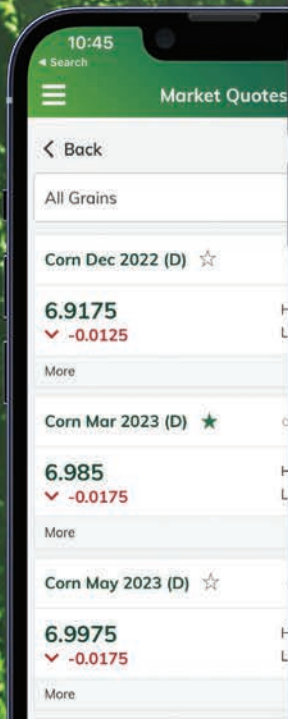 10:45
◀ Search
Market Quotes
Back
All Grains
Corn Dec 2022 (D)
6.9175
H
-0.0125
L
More
Corn Mar 2023 (D)
6.985
H
-0.0175
L
More
Corn May 2023 (D)
6.9975
H
-0.0175
L
More